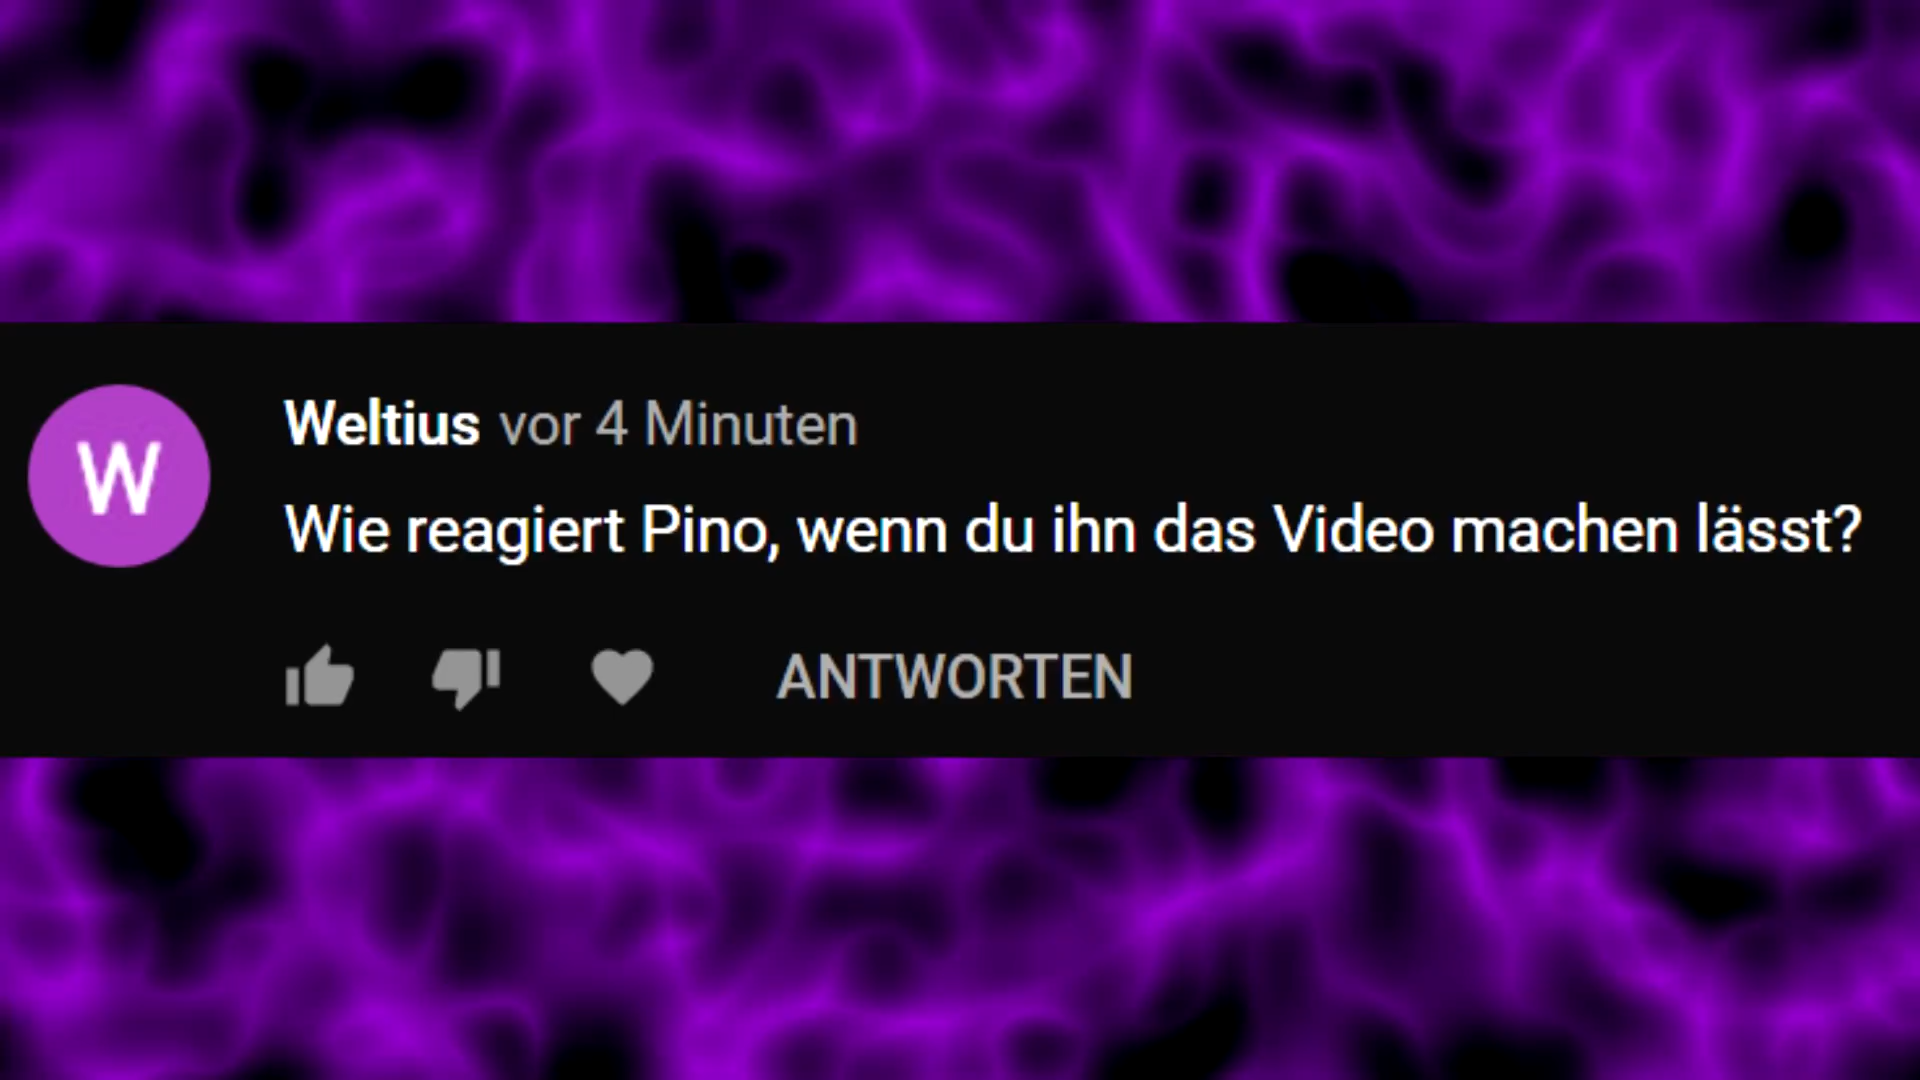 W
Weltius vor 4 Minuten
Wie reagiert Pino, wenn du ihn das Video machen lässt?
ANTWORTEN